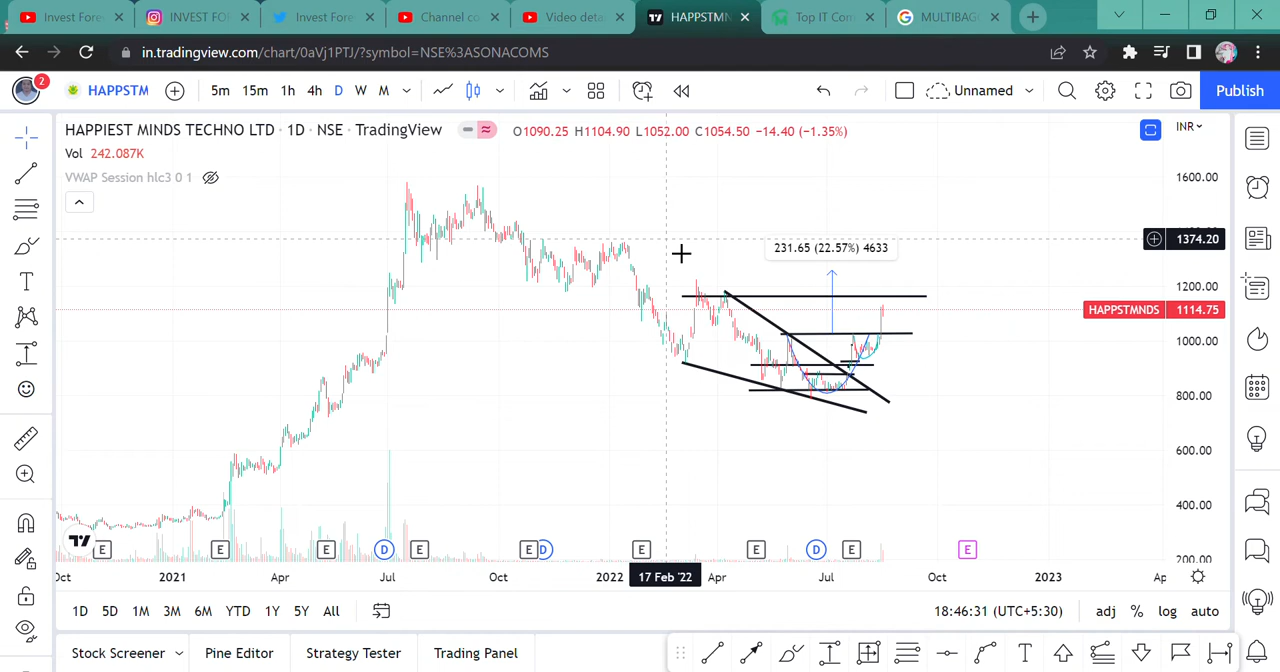 Invest Fore
INVEST FO
Invest Fore
Channel co
Video deta
HAPPSTMN
Top IT Com
MULTIBAG
in.tradingview.com/chart/0aVj1PTJ/?symbol=NSE%3ASONACOMS
2
HAPPSTM
5m 15m 1h 4h D W M
Unnamed
Publish
HAPPIEST MINDS TECHNO LTD · 1D · NSE · TradingView
O1090.25 H1104.90 L1052.00 C1054.50 −14.40 (−1.35%)
INR
Vol 242.087K
VWAP Session hlc3 0 1
1600.00
1374.20
231.65 (22.57%) 4633
1200.00
HAPPSTMNDS 1114.75
1000.00
800.00
600.00
400.00
200.00
E E E D E E D E E D E E
Oct 2021 Apr Jul Oct 2022 17 Feb '22 Apr Jul Oct 2023 Ap
1D 5D 1M 3M 6M YTD 1Y 5Y All
18:46:31 (UTC+5:30) adj % log auto
Stock Screener Pine Editor Strategy Tester Trading Panel